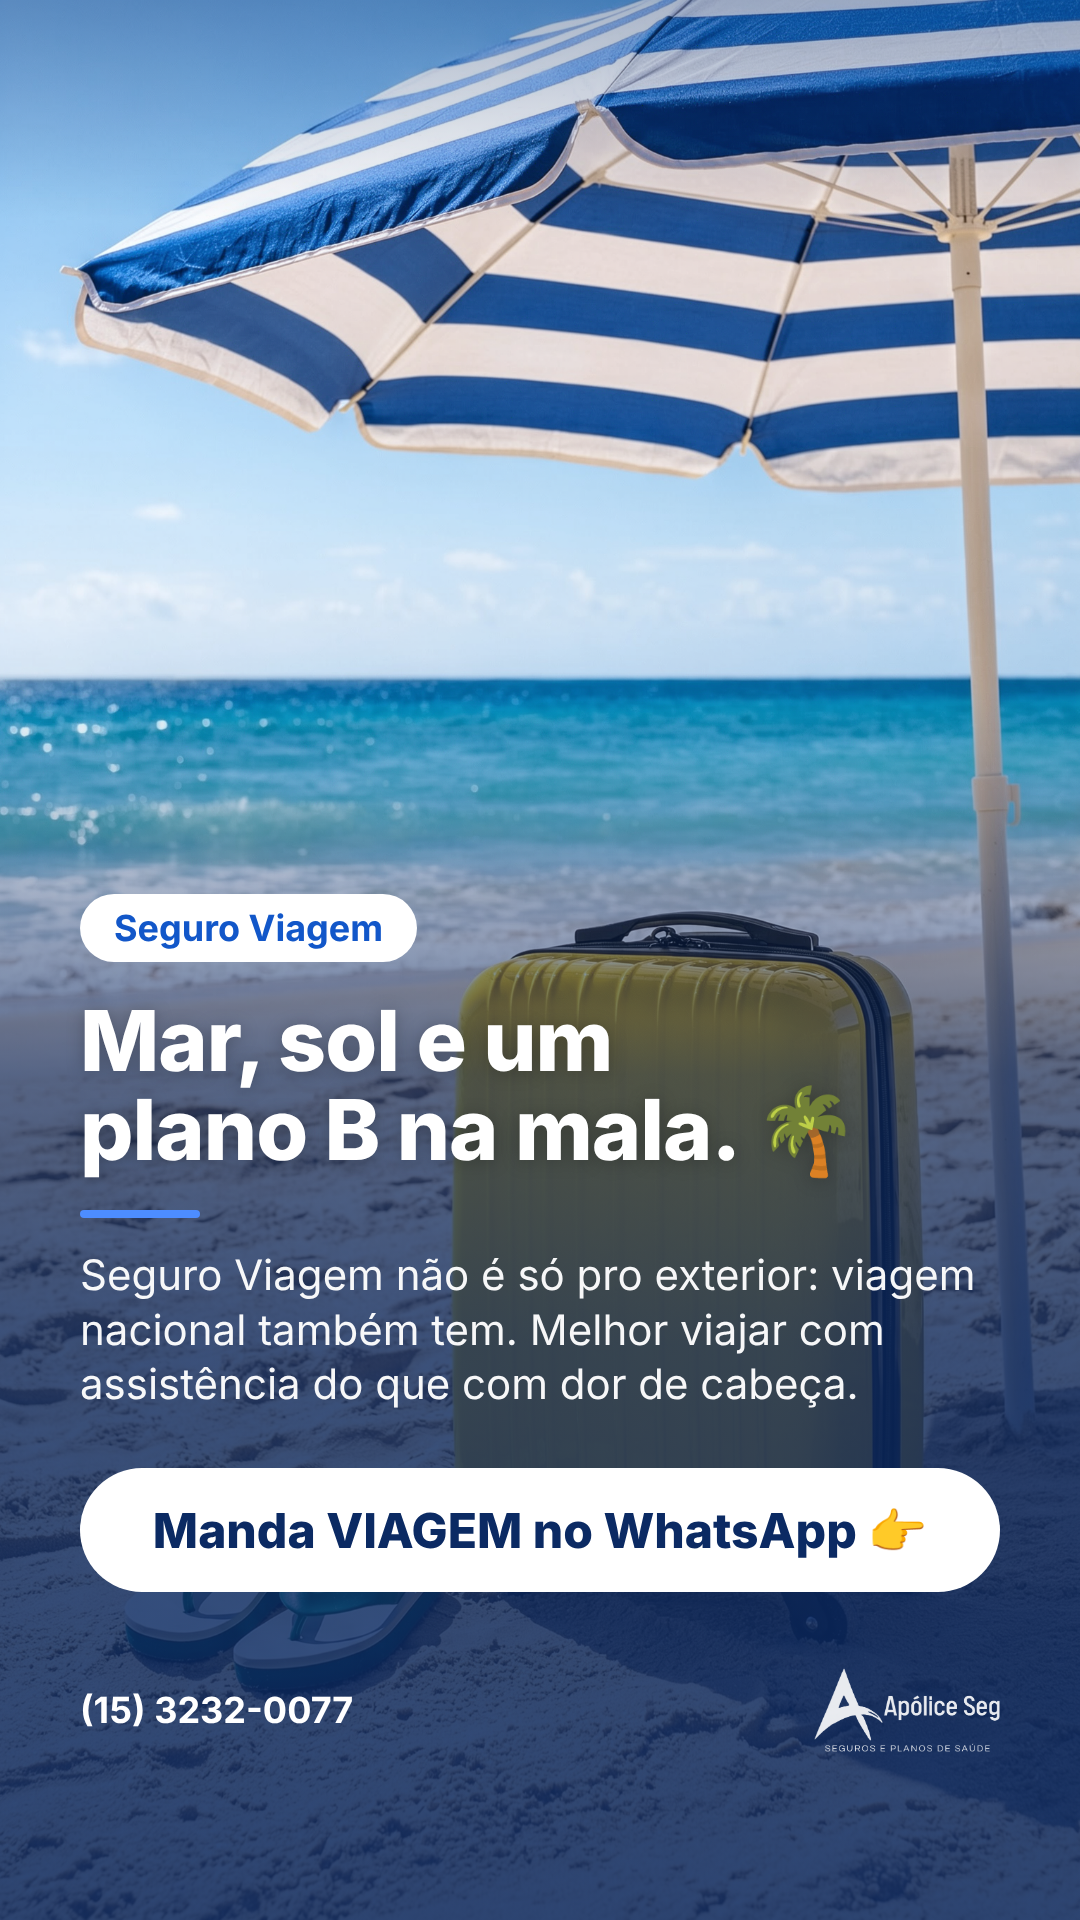 Seguro Viagem
Mar, sol e um
plano B na mala. 🌴
Seguro Viagem não é só pro exterior: viagem
nacional também tem. Melhor viajar com
assistência do que com dor de cabeça.
Manda VIAGEM no WhatsApp 👉
(15) 3232-0077
Apólice Seg
SEGUROS E PLANOS DE SAÚDE